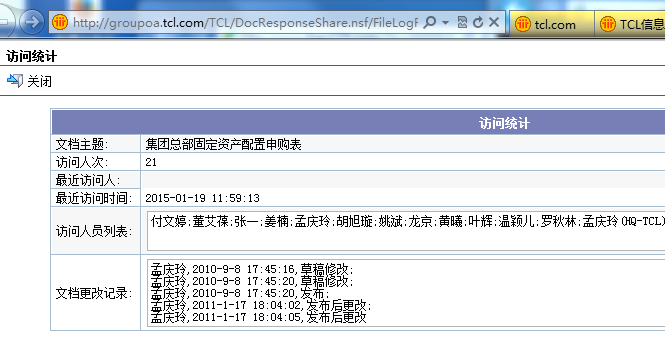 http://groupoa.tcl.com/TCL/DocResponseShare.nsf/FileLogF
tcl.com
TCL信息
访问统计
关闭
访问统计
文档主题: 集团总部固定资产配置申购表
访问人次: 21
最近访问人:
最近访问时间: 2015-01-19 11:59:13
访问人员列表: 付文婷;董艾葆;张一;姜楠;孟庆玲;胡旭璇;姚斌;龙京;黄曦;叶辉;温颖儿;罗秋林;孟庆玲(HQ-TCL)
文档更改记录:
孟庆玲,2010-9-8 17:45:16,草稿修改;
孟庆玲,2010-9-8 17:45:20,草稿修改;
孟庆玲,2010-9-8 17:45:20,发布;
孟庆玲,2011-1-17 18:04:02,发布后更改;
孟庆玲,2011-1-17 18:04:05,发布后更改